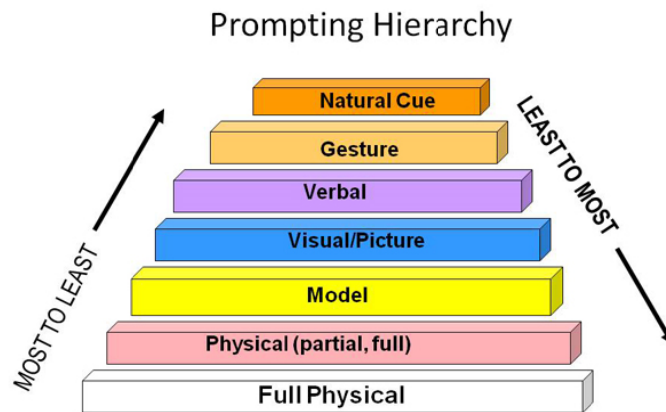 Prompting Hierarchy
Natural Cue
Gesture
Verbal
Visual/Picture
Model
Physical (partial, full)
Full Physical
MOST TO LEAST
LEAST TO MOST